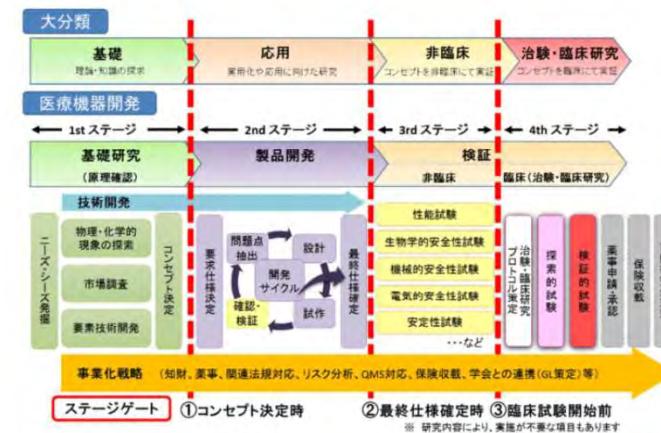 大分類
基礎
理論・知識の探求
応用
実用化や応用に向けた研究
非臨床
コンセプトを非臨床にて実証
治験・臨床研究
コンセプトを臨床にて実証
医療機器開発
1st ステージ
2nd ステージ
3rd ステージ
4th ステージ
基礎研究
(原理確認)
製品開発
検証
非臨床
臨床(治験・臨床研究)
技術開発
ニーズ・シーズ発掘
物理・化学的
現象の探索
市場調査
要素技術開発
コンセプト決定
要求仕様決定
問題点
抽出
設計
開発
サイクル
確認・
検証
試作
最終仕様確定
性能試験
生物学的安全性試験
機械的安全性試験
電気的安全性試験
安定性試験
・・・など
治験・臨床研究
プロトコル策定
探索的試験
検証的試験
薬事申請・承認
保険収載
事業化戦略 (知財、薬事、関連法規対応、リスク分析、QMS対応、保険収載、学会との連携(GL策定)等)
ステージゲート
①コンセプト決定時
②最終仕様確定時
③臨床試験開始前
※ 研究内容により、実施が不要な項目もあります